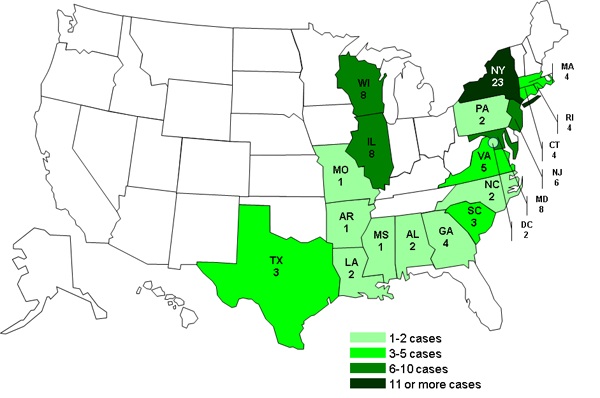 MA
4
NY
23
WI
8
PA
2
RI
4
IL
8
CT
4
VA
5
MO
1
NJ
6
NC
2
MD
8
SC
3
DC
2
AR
1
MS
1
AL
2
GA
4
TX
3
LA
2
1-2 cases
3-5 cases
6-10 cases
11 or more cases